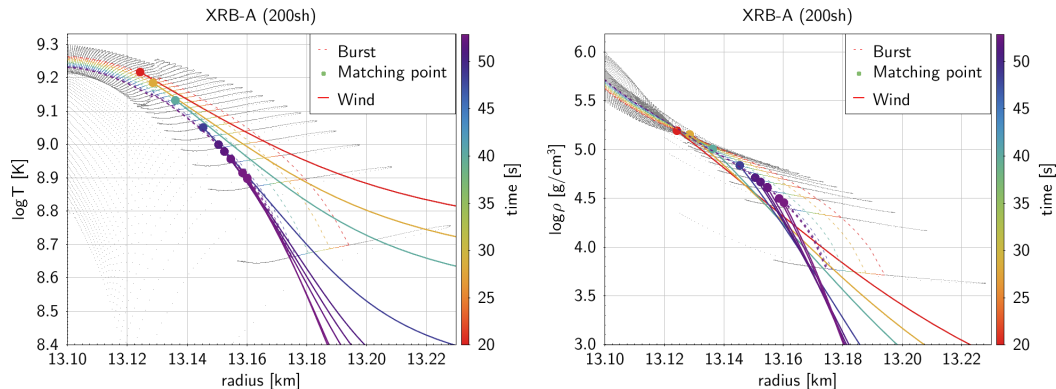 XRB-A (200sh)
9.3
9.2
9.1
9.0
8.9
8.8
8.7
8.6
8.5
8.4
logT [K]
13.10 13.12 13.14 13.16 13.18 13.20 13.22
radius [km]
Burst
Matching point
Wind
50
45
40
35
30
25
20
time [s]
XRB-A (200sh)
6.0
5.5
5.0
4.5
4.0
3.5
3.0
logρ [g/cm³]
13.10 13.12 13.14 13.16 13.18 13.20 13.22
radius [km]
Burst
Matching point
Wind
50
45
40
35
30
25
20
time [s]